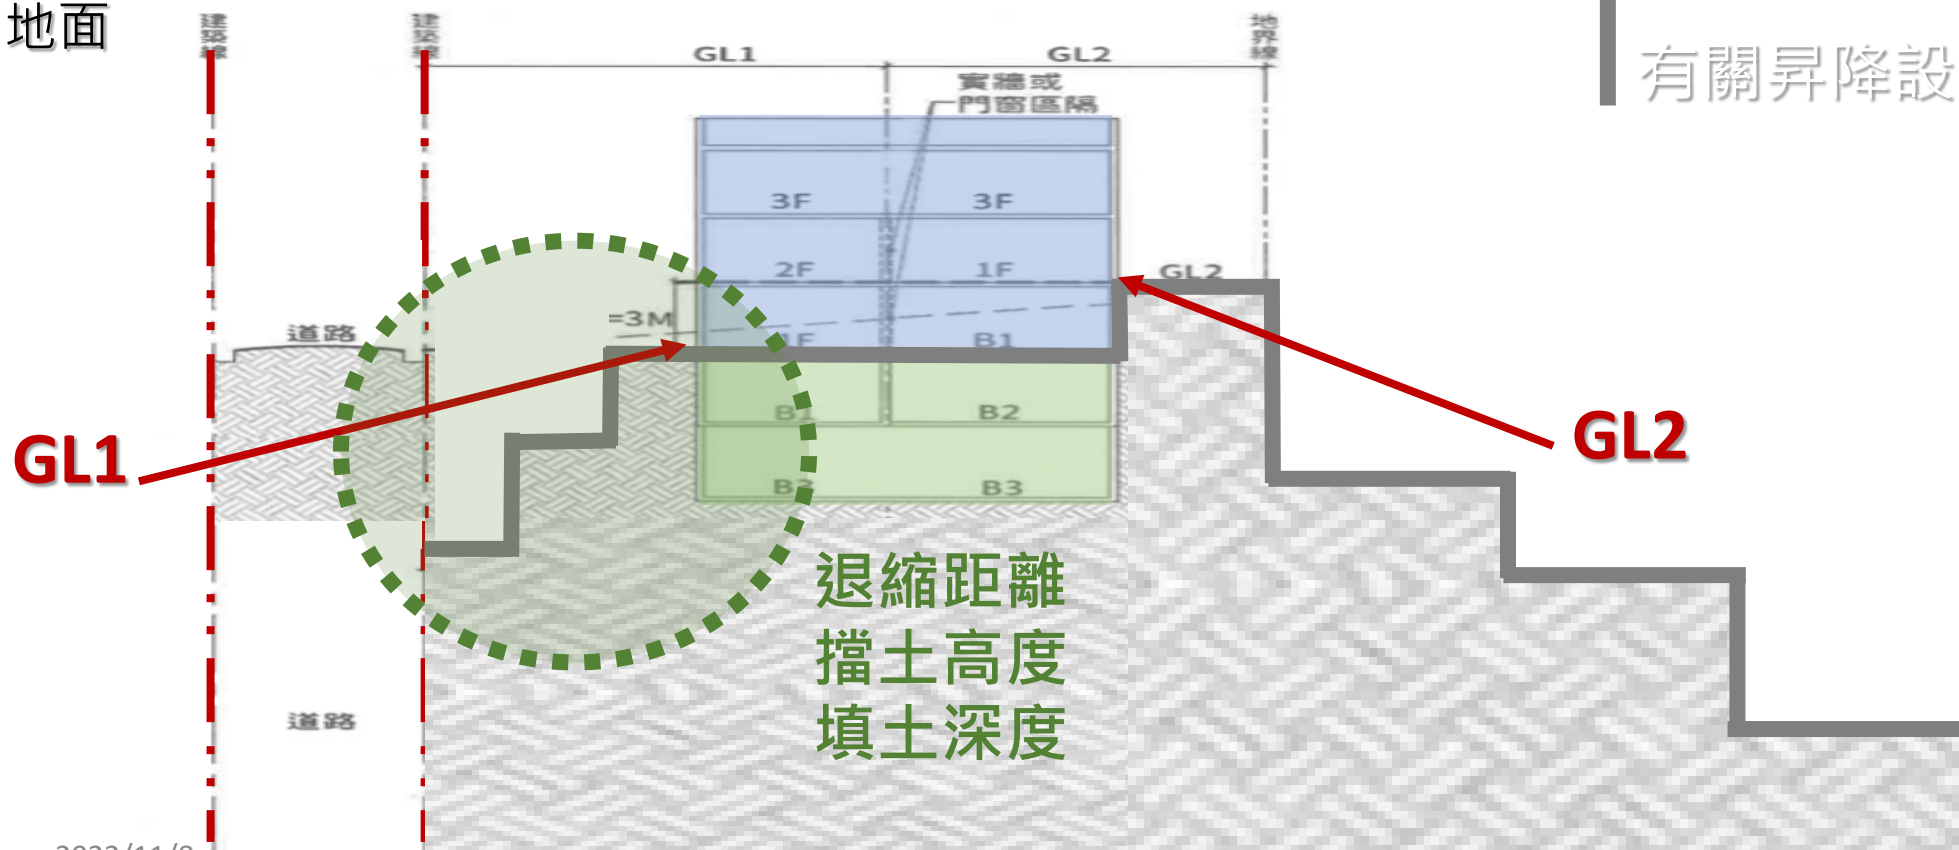 地面
建築線
建築線
地界線
有關昇降設
GL1
GL2
實牆或
門窗區隔
3F
3F
2F
1F
GL2
=3M
道路
1F
B1
B1
B2
GL1
GL2
B3
B3
退縮距離
擋土高度
填土深度
道路